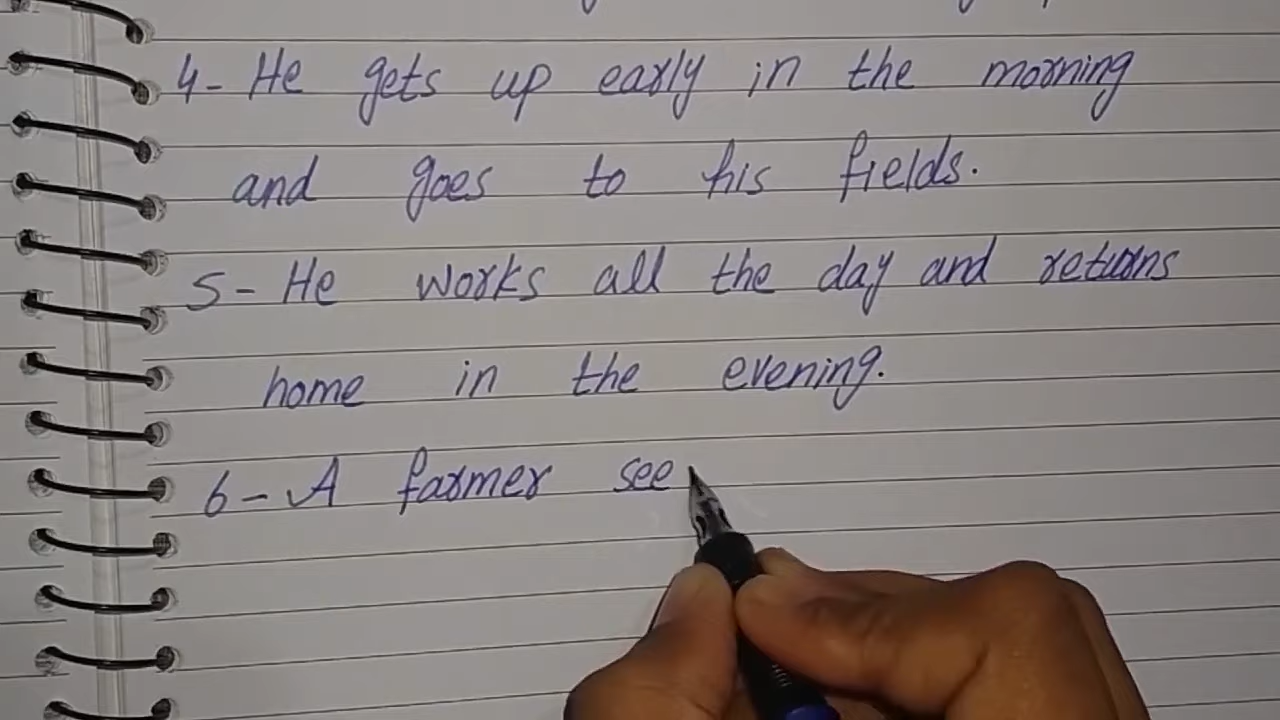 4- He gets up early in the morning
and goes to his fields.
5- He works all the day and returns
home in the evening.
6- A farmer see